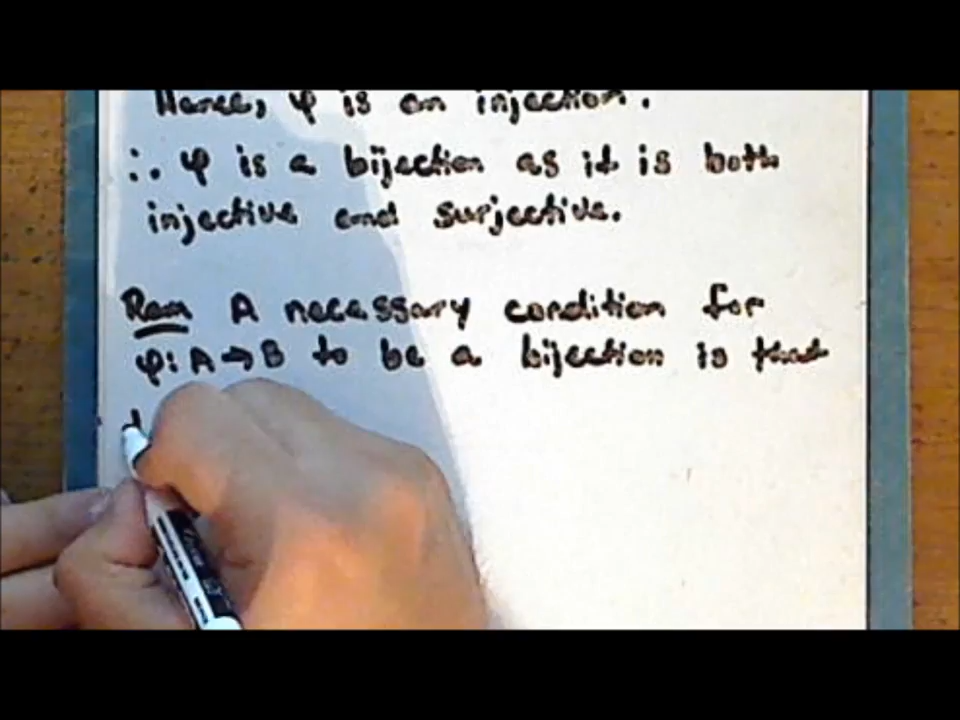 Hence, φ is an injection.
∴ φ is a bijection as it is both
injective and surjective.
Rem A necessary condition for
φ: A → B to be a bijection is that